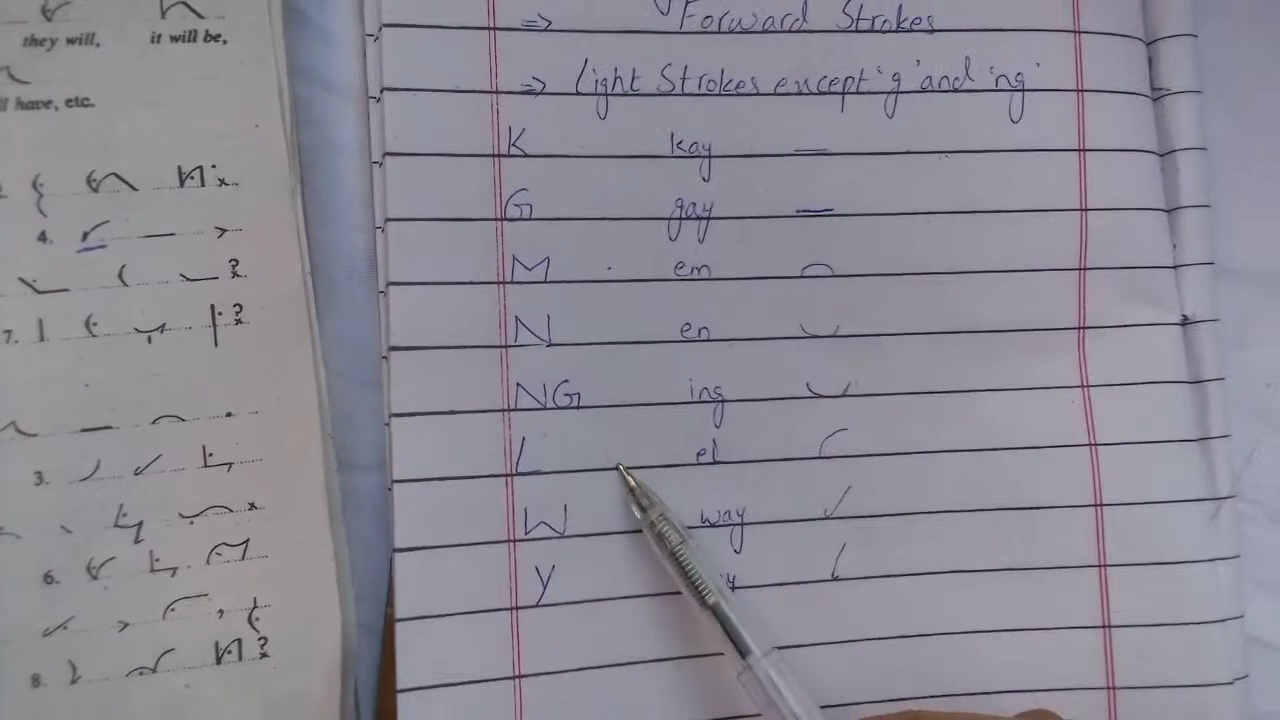 they will, it will be,
ll have, etc.
4.
7.
3.
6.
8.
=> Forward Strokes
=> Light Strokes except 'g' and 'ng'
K kay
G gay
M em
N en
NG ing
L el
W way
Y